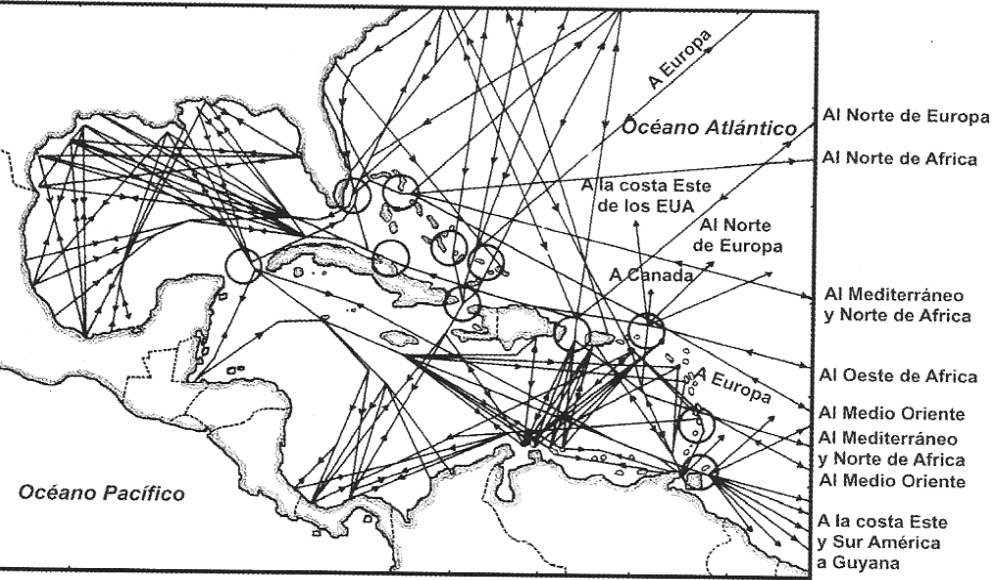 A Europa
Océano Atlántico
Al Norte de Europa
Al Norte de Africa
A la costa Este
de los EUA
Al Norte
de Europa
A Canada
Al Mediterráneo
y Norte de Africa
Al Oeste de Africa
A Europa
Al Medio Oriente
Al Mediterráneo
y Norte de Africa
Al Medio Oriente
Océano Pacífico
A la costa Este
y Sur América
a Guyana